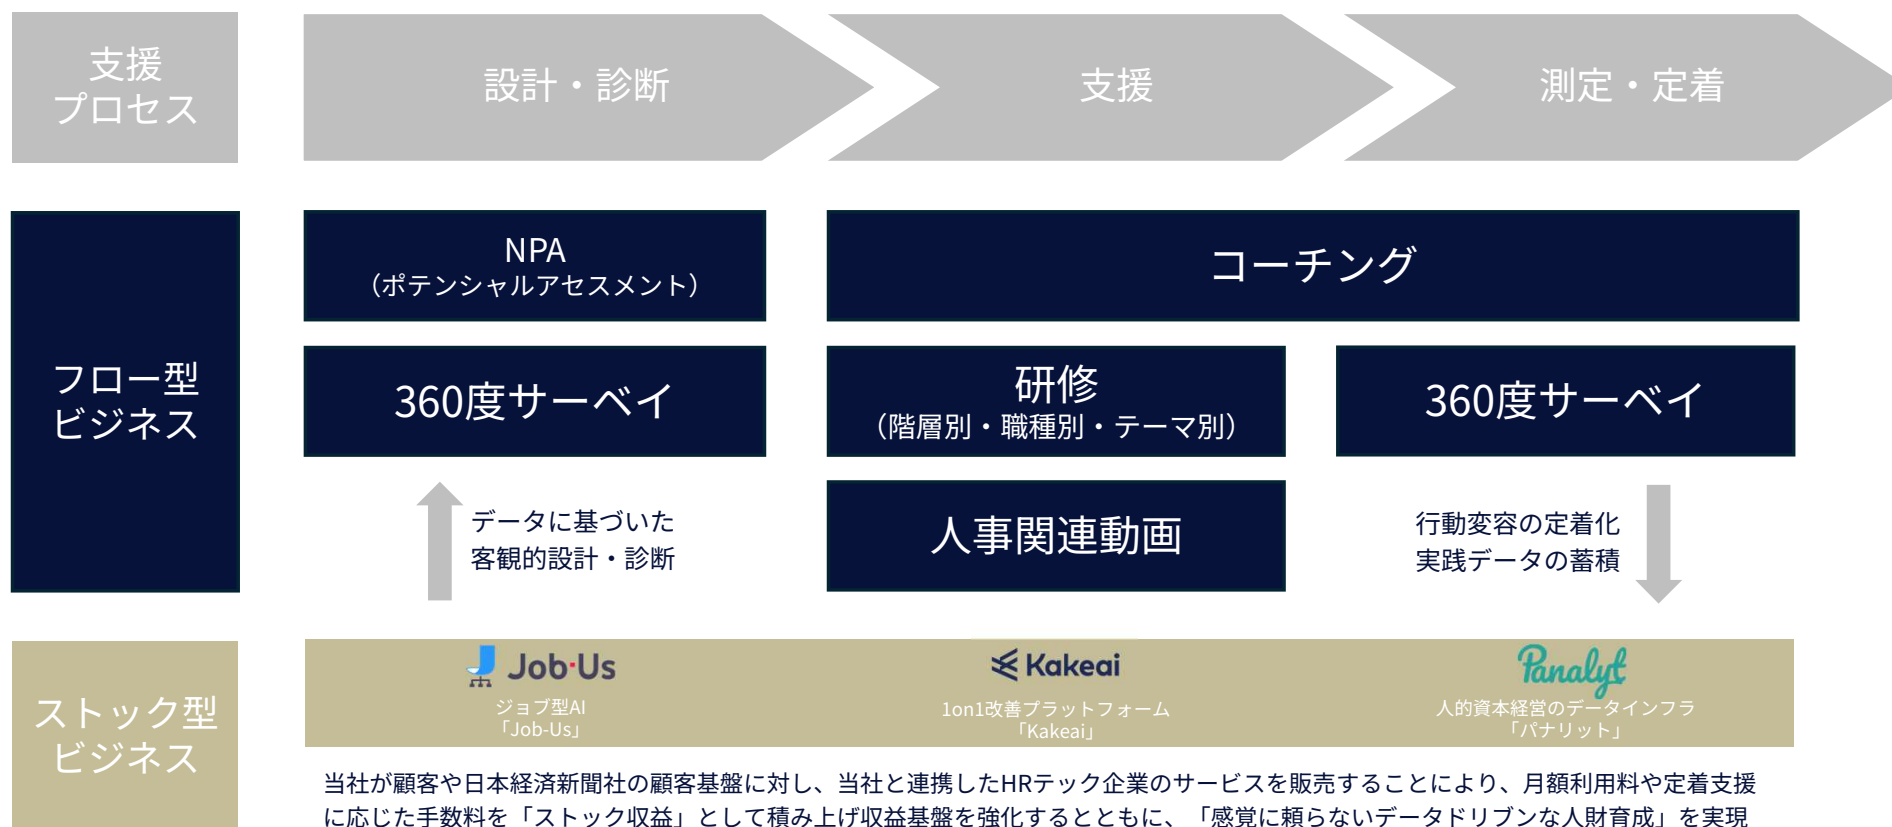 支援
プロセス
設計・診断
支援
測定・定着
フロー型
ビジネス
NPA
（ポテンシャルアセスメント）
コーチング
360度サーベイ
研修
（階層別・職種別・テーマ別）
360度サーベイ
人事関連動画
データに基づいた
客観的設計・診断
行動変容の定着化
実践データの蓄積
ストック型
ビジネス
Job·Us
ジョブ型AI
「Job-Us」
Kakeai
1on1改善プラットフォーム
「Kakeai」
Panalyt
人的資本経営のデータインフラ
「パナリット」
当社が顧客や日本経済新聞社の顧客基盤に対し、当社と連携したHRテック企業のサービスを販売することにより、月額利用料や定着支援
に応じた手数料を「ストック収益」として積み上げ収益基盤を強化するとともに、「感覚に頼らないデータドリブンな人財育成」を実現